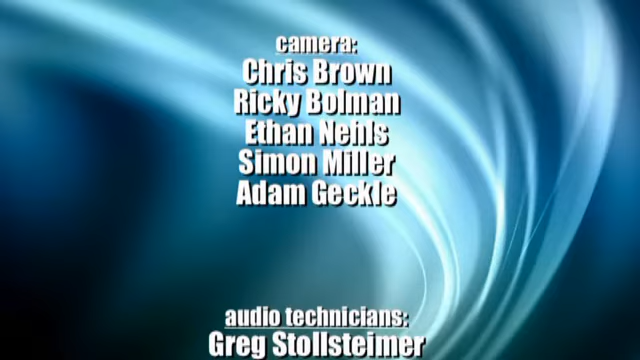 camera:
Chris Brown
Ricky Bolman
Ethan Nehls
Simon Miller
Adam Geckle
audio technicians:
Greg Stollsteimer